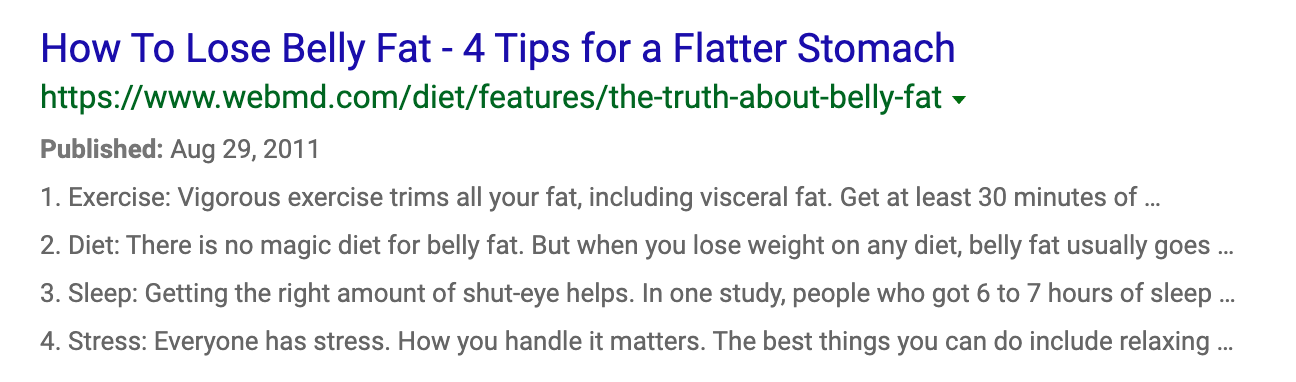 How To Lose Belly Fat - 4 Tips for a Flatter Stomach
https://www.webmd.com/diet/features/the-truth-about-belly-fat
Published: Aug 29, 2011
1. Exercise: Vigorous exercise trims all your fat, including visceral fat. Get at least 30 minutes of ...
2. Diet: There is no magic diet for belly fat. But when you lose weight on any diet, belly fat usually goes ...
3. Sleep: Getting the right amount of shut-eye helps. In one study, people who got 6 to 7 hours of sleep ...
4. Stress: Everyone has stress. How you handle it matters. The best things you can do include relaxing ...